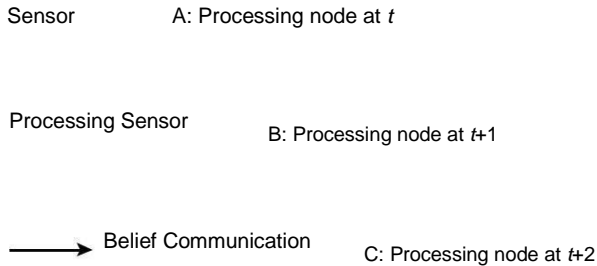 Sensor
A: Processing node at t
Processing Sensor
B: Processing node at t+1
Belief Communication
C: Processing node at t+2